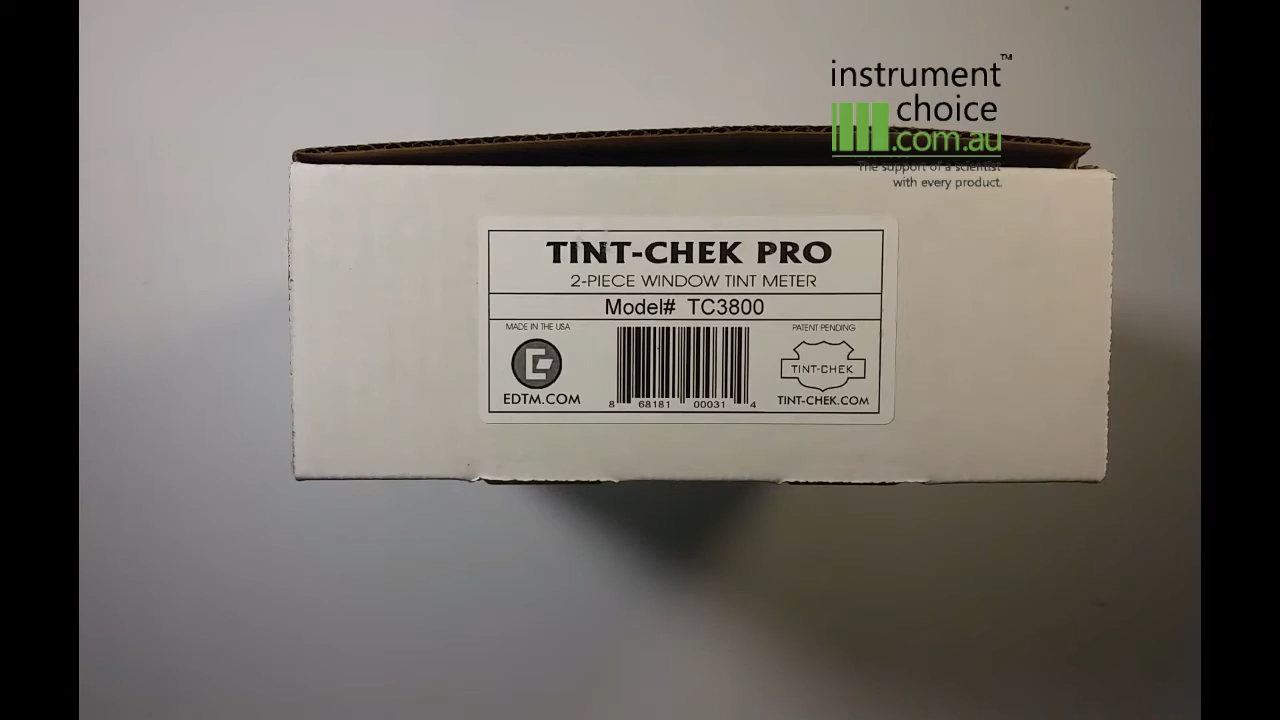 instrument™
choice
.com.au
The support of a scientist
with every product.
TINT-CHEK PRO
2-PIECE WINDOW TINT METER
Model# TC3800
MADE IN THE USA
EDTM.COM
8 68181 00031 4
PATENT PENDING
TINT-CHEK
TINT-CHEK.COM